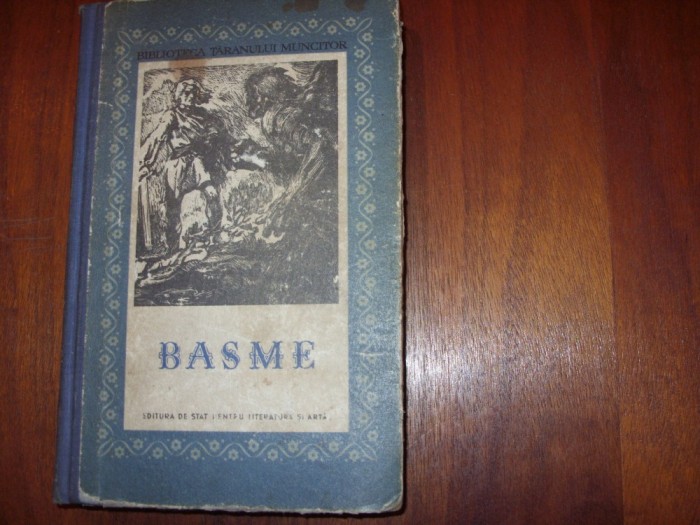 BIBLIOTECA ȚĂRANULUI MUNCITOR
BASME
EDITURA DE STAT PENTRU LITERATURĂ ȘI ARTĂ